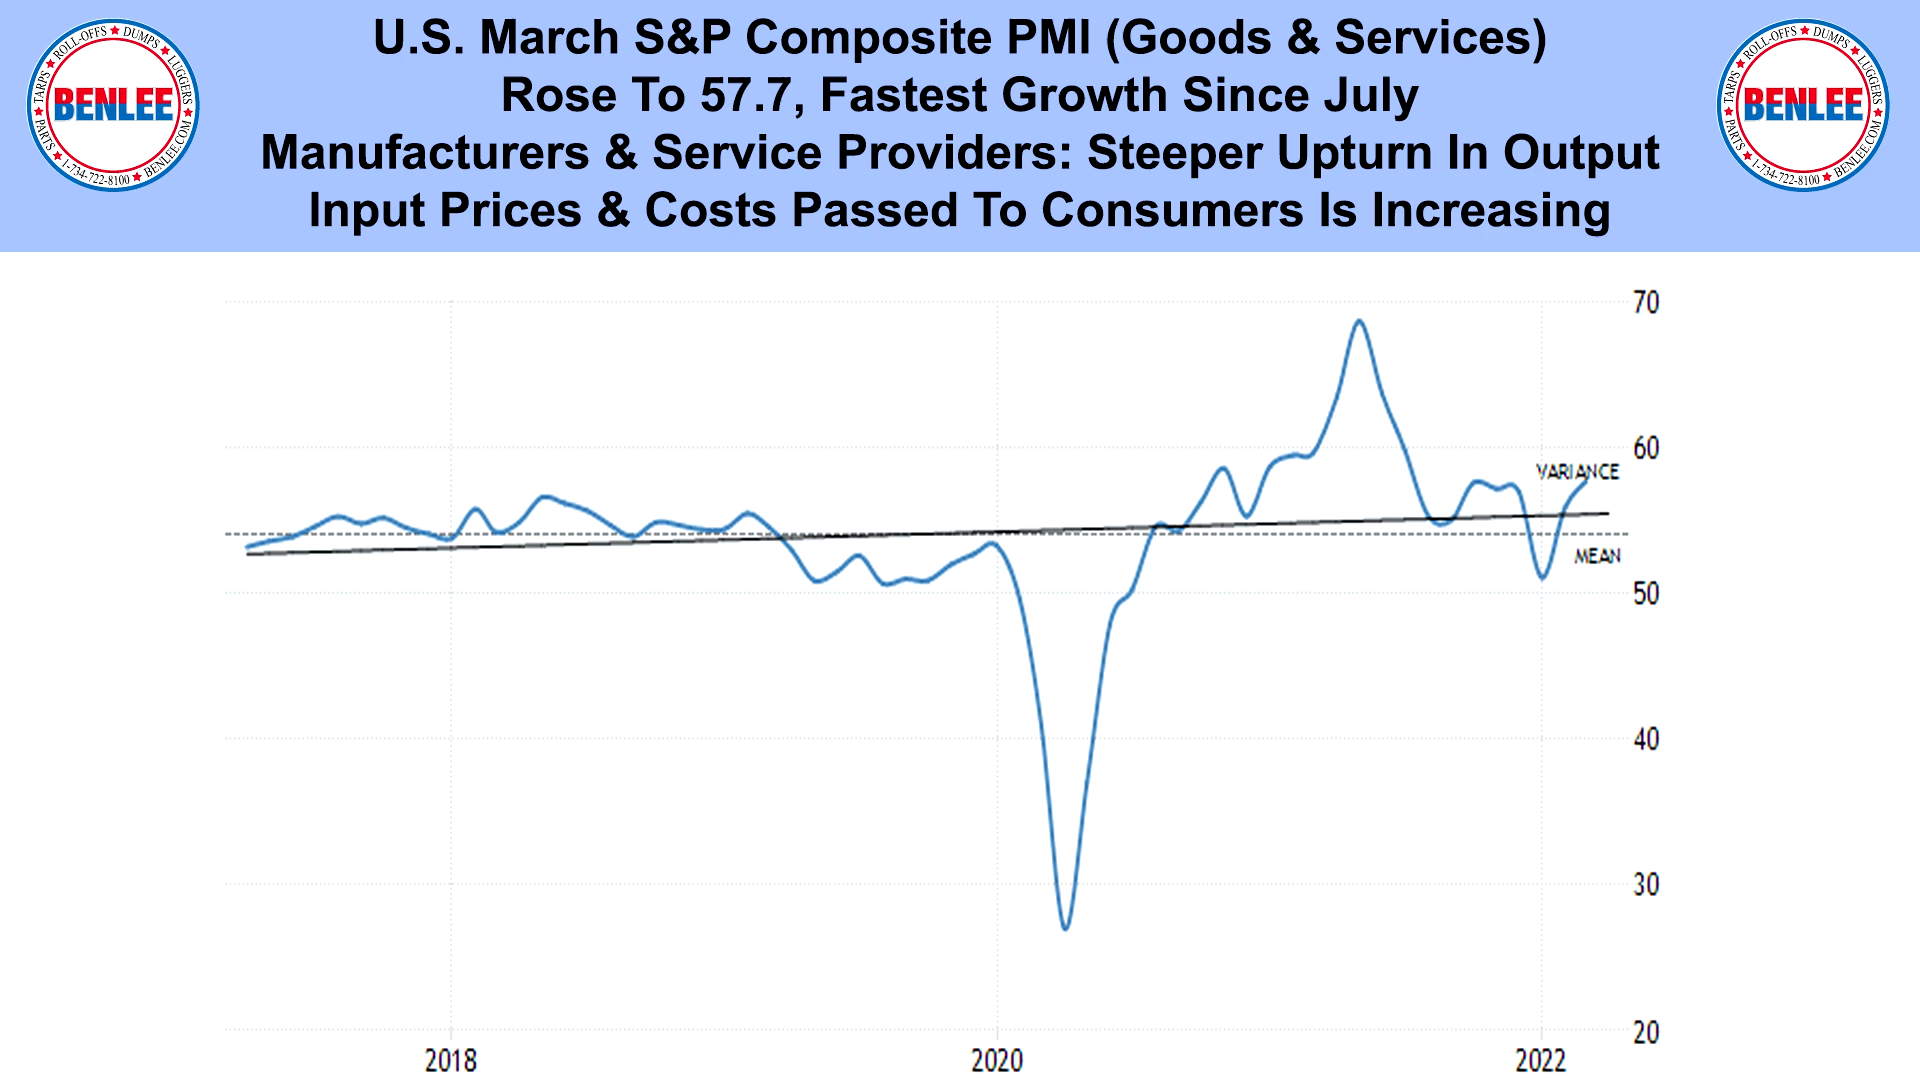 U.S. March S&P Composite PMI (Goods & Services)
Rose To 57.7, Fastest Growth Since July
Manufacturers & Service Providers: Steeper Upturn In Output
Input Prices & Costs Passed To Consumers Is Increasing
ROLL-OFFS ★ DUMPS ★ LUGGERS ★ BENLEE.COM ★ 1-734-722-8100 ★ PARTS ★ TARPS ★
BENLEE
ROLL-OFFS ★ DUMPS ★ LUGGERS ★ BENLEE.COM ★ 1-734-722-8100 ★ PARTS ★ TARPS ★
BENLEE
70
60
VARIANCE
MEAN
50
40
30
20
2018 2020 2022